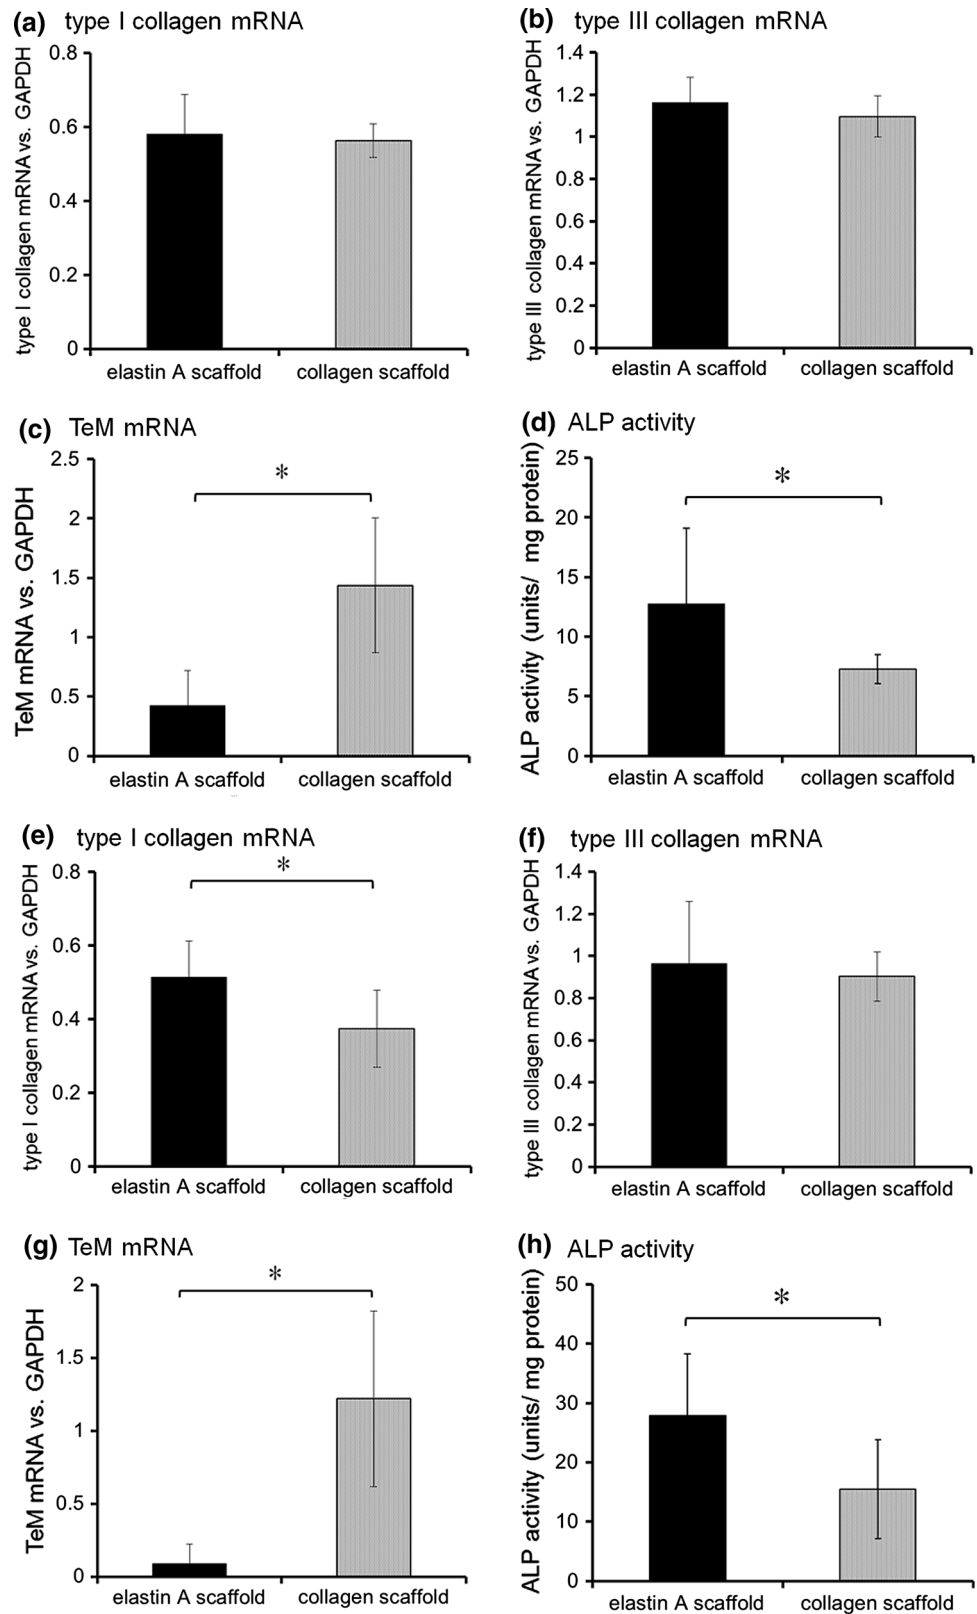 (a) type I collagen mRNA
type I collagen mRNA vs. GAPDH
0.8
0.6
0.4
0.2
0
elastin A scaffold collagen scaffold
(b) type III collagen mRNA
type III collagen mRNA vs. GAPDH
1.4
1.2
1
0.8
0.6
0.4
0.2
0
elastin A scaffold collagen scaffold
(c) TeM mRNA
TeM mRNA vs. GAPDH
2.5
2
1.5
1
0.5
0
*
elastin A scaffold collagen scaffold
(d) ALP activity
ALP activity (units/ mg protein)
25
20
15
10
5
0
*
elastin A scaffold collagen scaffold
(e) type I collagen mRNA
type I collagen mRNA vs. GAPDH
0.8
0.6
0.4
0.2
0
*
elastin A scaffold collagen scaffold
(f) type III collagen mRNA
type III collagen mRNA vs. GAPDH
1.4
1.2
1
0.8
0.6
0.4
0.2
0
elastin A scaffold collagen scaffold
(g) TeM mRNA
TeM mRNA vs. GAPDH
2
1.5
1
0.5
0
*
elastin A scaffold collagen scaffold
(h) ALP activity
ALP activity (units/ mg protein)
50
40
30
20
10
0
*
elastin A scaffold collagen scaffold